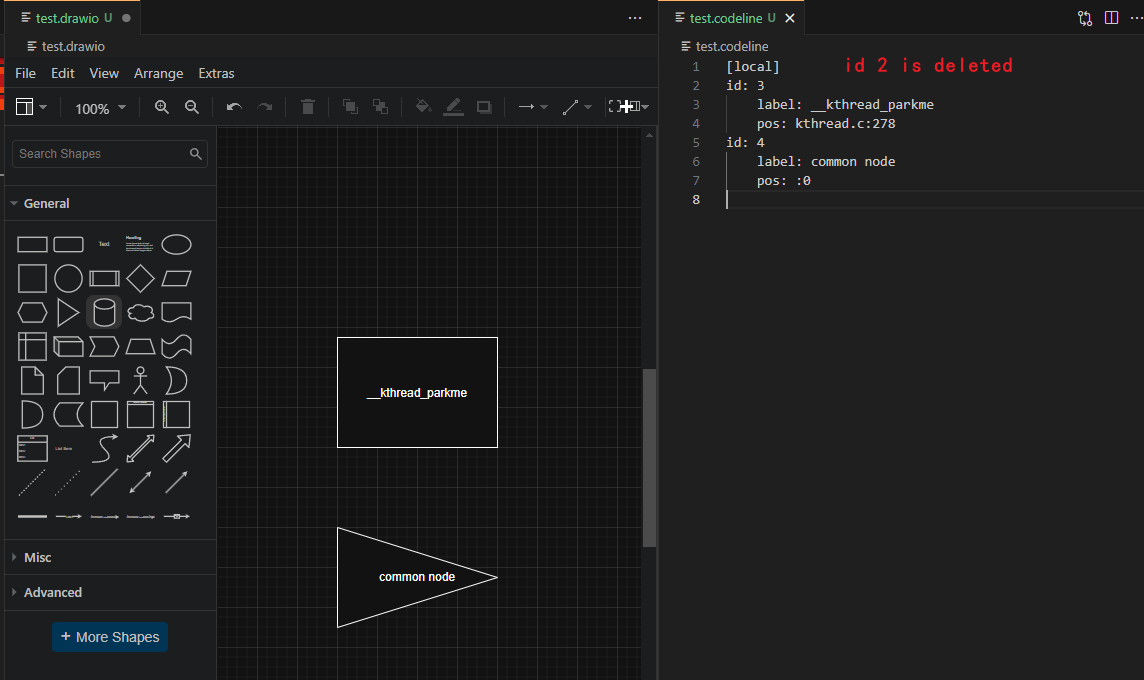 test.drawio U
test.drawio
File Edit View Arrange Extras
100%
Search Shapes
General
Text
Heading
List Item
Misc
Advanced
+ More Shapes
__kthread_parkme
common node
test.codeline U
test.codeline
id 2 is deleted
1 [local]
2 id: 3
3 label: __kthread_parkme
4 pos: kthread.c:278
5 id: 4
6 label: common node
7 pos: :0
8